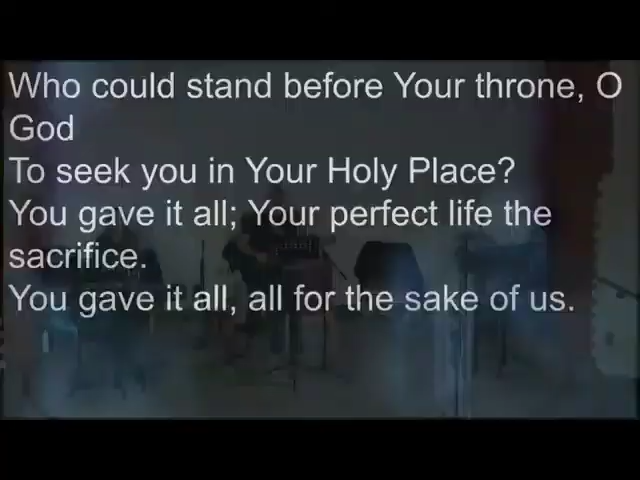 Who could stand before Your throne, O
God
To seek you in Your Holy Place?
You gave it all; Your perfect life the
sacrifice.
You gave it all, all for the sake of us.